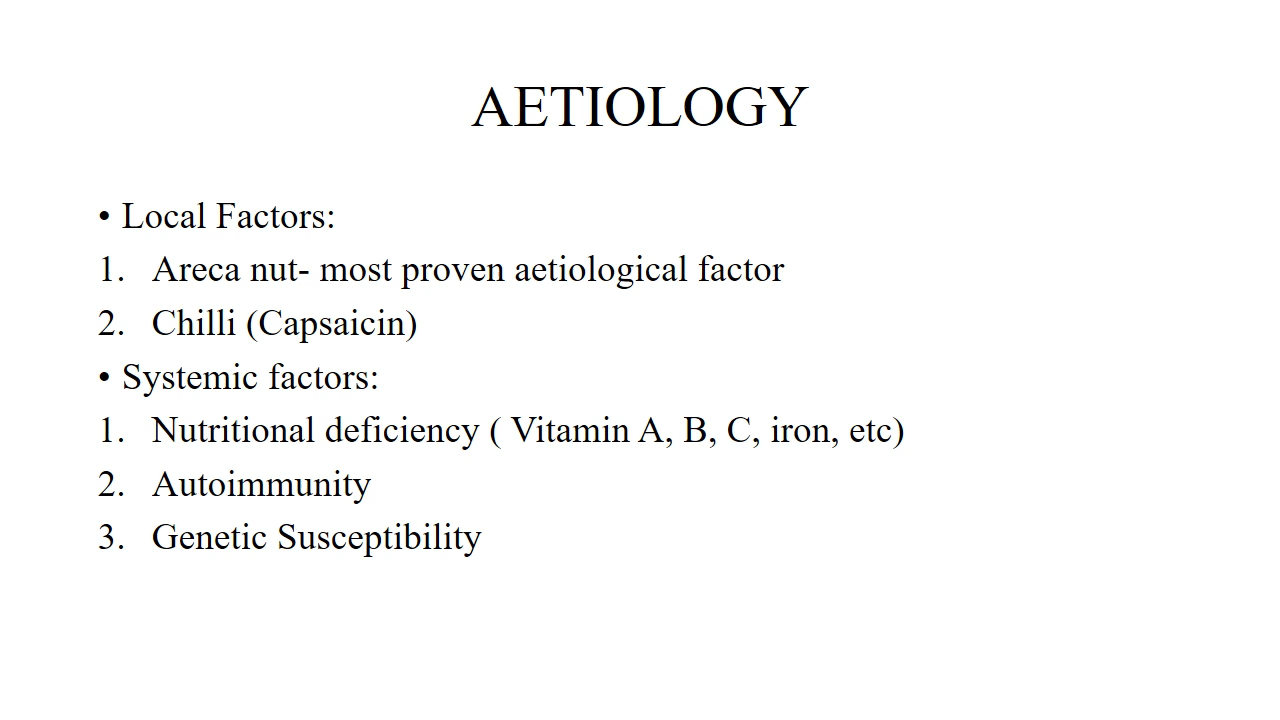 AETIOLOGY
• Local Factors:
1. Areca nut- most proven aetiological factor
2. Chilli (Capsaicin)
• Systemic factors:
1. Nutritional deficiency ( Vitamin A, B, C, iron, etc)
2. Autoimmunity
3. Genetic Susceptibility